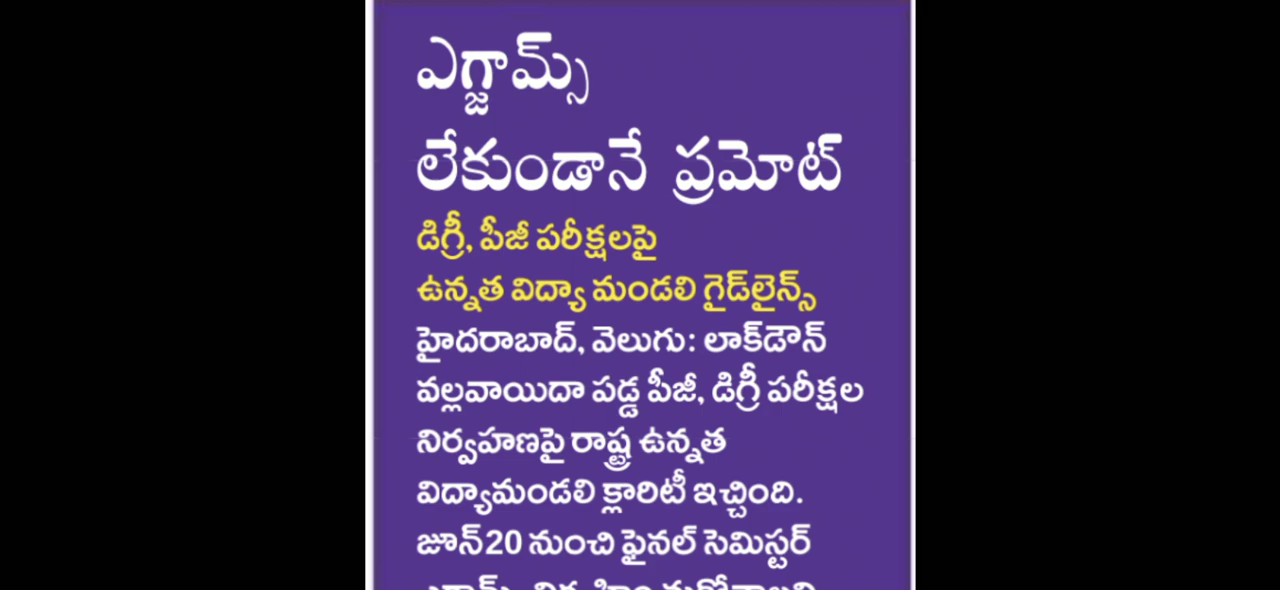 ఎగ్జామ్స్
లేకుండానే ప్రమోట్
డిగ్రీ, పీజీ పరీక్షలపై
ఉన్నత విద్యా మండలి గైడ్‌లైన్స్
హైదరాబాద్, వెలుగు: లాక్‌డౌన్
వల్లవాయిదా పడ్డ పీజీ, డిగ్రీ పరీక్షల
నిర్వహణపై రాష్ట్ర ఉన్నత
విద్యామండలి క్లారిటీ ఇచ్చింది.
జూన్20 నుంచి ఫైనల్ సెమిస్టర్